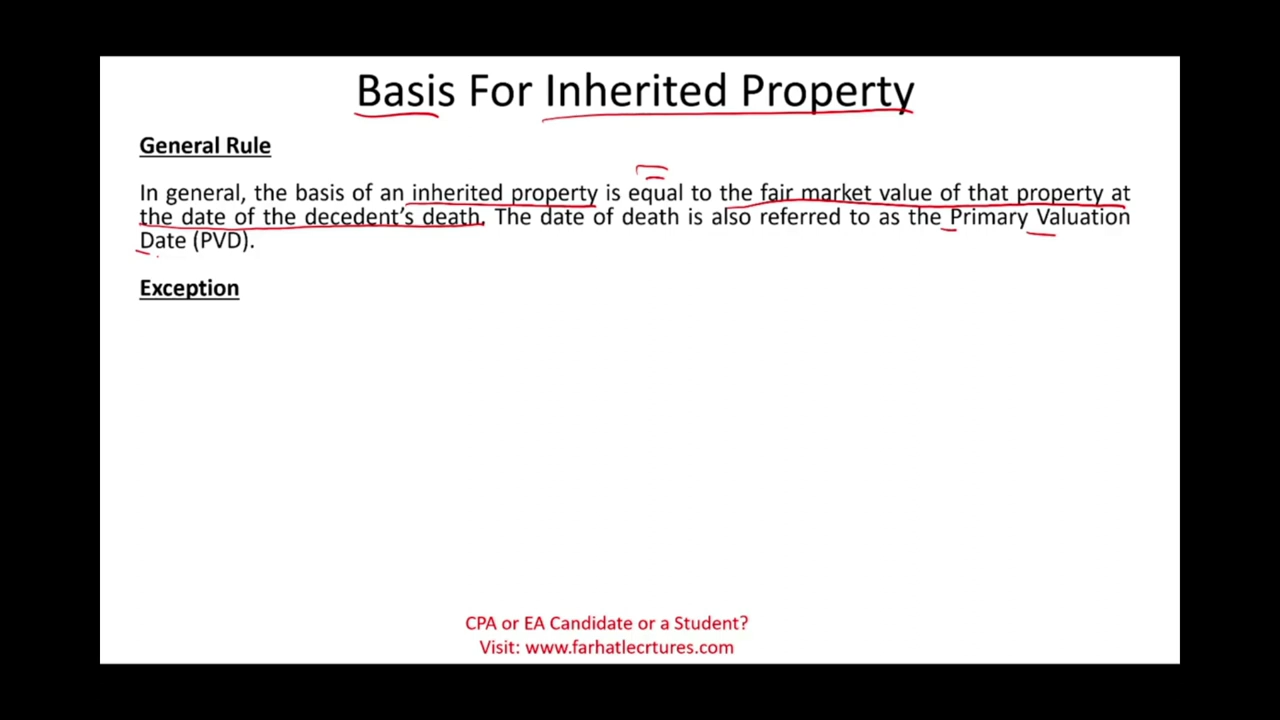 Basis For Inherited Property
General Rule
In general, the basis of an inherited property is equal to the fair market value of that property at
the date of the decedent’s death. The date of death is also referred to as the Primary Valuation
Date (PVD).
Exception
CPA or EA Candidate or a Student?
Visit: www.farhatlecrtures.com